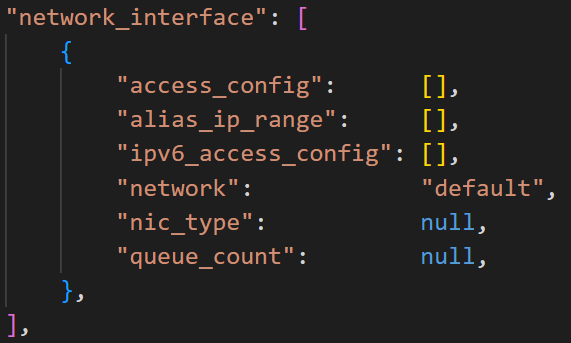 "network_interface": [
    {
        "access_config":      [],
        "alias_ip_range":     [],
        "ipv6_access_config": [],
        "network":            "default",
        "nic_type":           null,
        "queue_count":        null,
    },
],